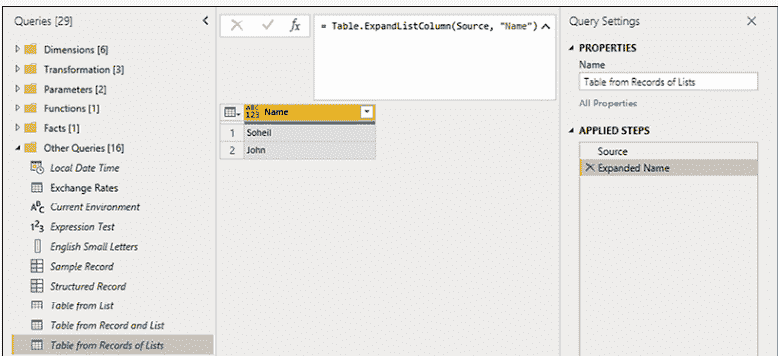 Queries [29]
Dimensions [6]
Transformation [3]
Parameters [2]
Functions [1]
Facts [1]
Other Queries [16]
Local Date Time
Exchange Rates
ABC Current Environment
123 Expression Test
English Small Letters
Sample Record
Structured Record
Table from List
Table from Record and List
Table from Records of Lists
fx
= Table.ExpandListColumn(Source, "Name")
ABC
123 Name
1 Soheil
2 John
Query Settings
PROPERTIES
Name
Table from Records of Lists
All Properties
APPLIED STEPS
Source
Expanded Name